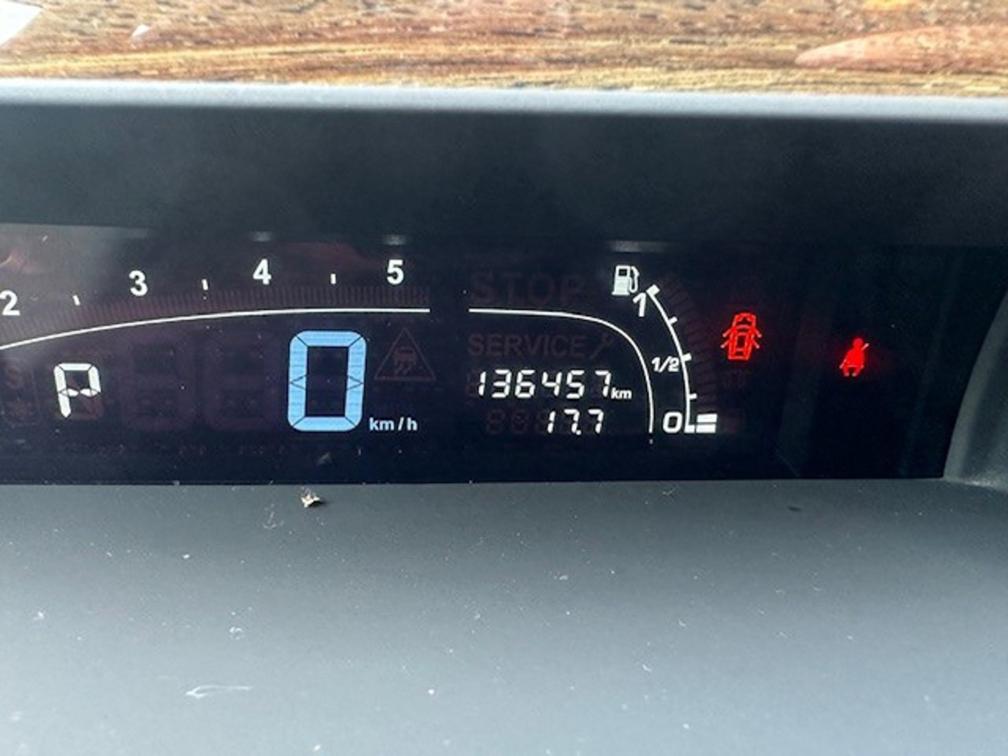 2 3 4 5
STOP
1
SERVICE
1/2
P 0 km/h
136457 km
17.7
0